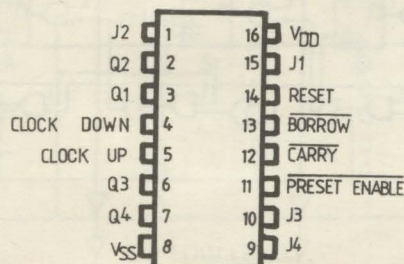 J2 1 16 VDD
Q2 2 15 J1
Q1 3 14 RESET
CLOCK DOWN 4 13 BORROW
CLOCK UP 5 12 CARRY
Q3 6 11 PRESET ENABLE
Q4 7 10 J3
VSS 8 9 J4